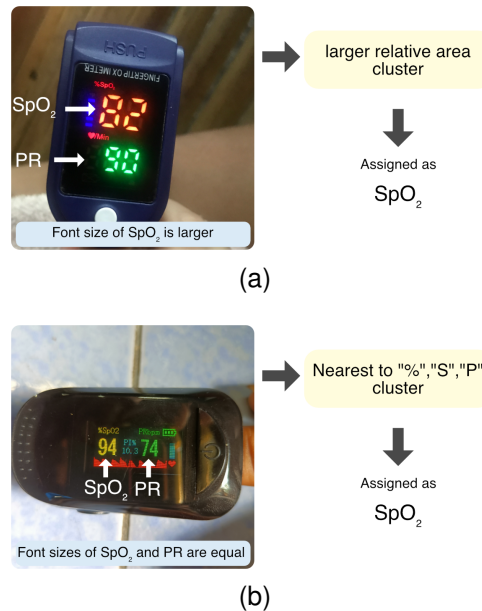 PUSH
FINGERTIP OXIMETER
%SpO₂
SpO₂
82
♥/Min
PR
90
Font size of SpO₂ is larger
larger relative area
cluster
Assigned as
SpO₂
(a)
%SpO2
PRbpm
PI%
94
10.3
74
SpO₂ PR
Font sizes of SpO₂ and PR are equal
Nearest to "%","S","P"
cluster
Assigned as
SpO₂
(b)